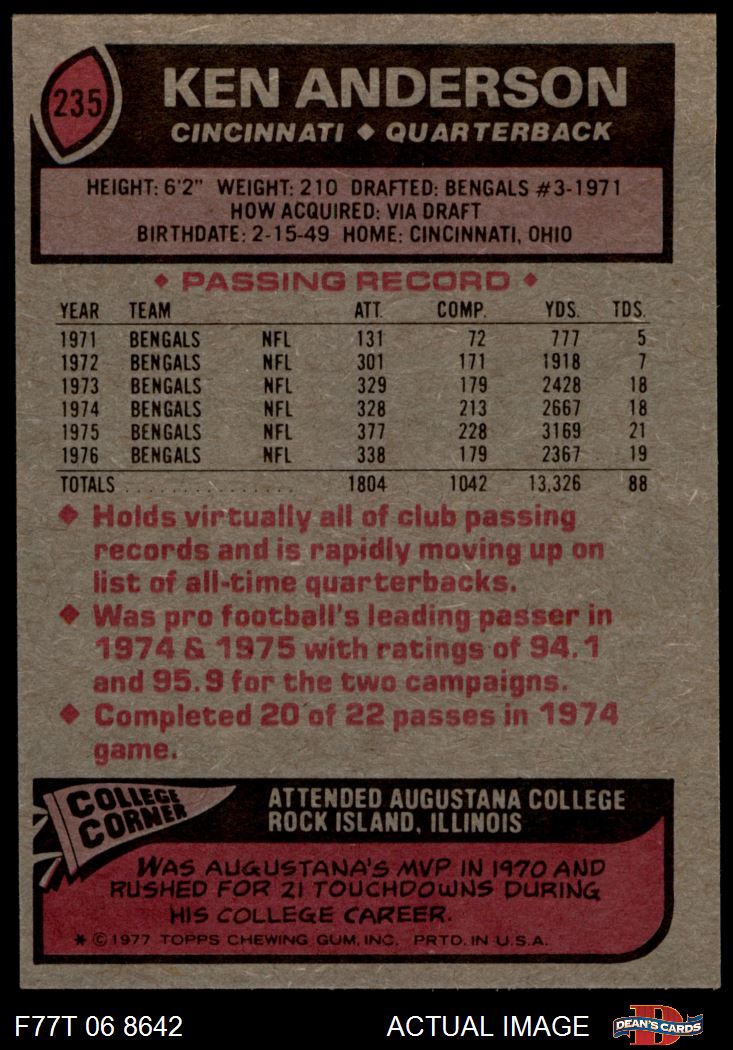 235
KEN ANDERSON
CINCINNATI ◆ QUARTERBACK
HEIGHT: 6'2" WEIGHT: 210 DRAFTED: BENGALS #3-1971
HOW ACQUIRED: VIA DRAFT
BIRTHDATE: 2-15-49 HOME: CINCINNATI, OHIO
◆ PASSING RECORD ◆
YEAR TEAM ATT. COMP. YDS. TDS.
1971 BENGALS NFL 131 72 777 5
1972 BENGALS NFL 301 171 1918 7
1973 BENGALS NFL 329 179 2428 18
1974 BENGALS NFL 328 213 2667 18
1975 BENGALS NFL 377 228 3169 21
1976 BENGALS NFL 338 179 2367 19
TOTALS . . . . . . . . . . . . . . . 1804 1042 13,326 88
◆ Holds virtually all of club passing
records and is rapidly moving up on
list of all-time quarterbacks.
◆ Was pro football's leading passer in
1974 & 1975 with ratings of 94.1
and 95.9 for the two campaigns.
◆ Completed 20 of 22 passes in 1974
game.
COLLEGE
CORNER
ATTENDED AUGUSTANA COLLEGE
ROCK ISLAND, ILLINOIS
WAS AUGUSTANA'S MVP IN 1970 AND
RUSHED FOR 21 TOUCHDOWNS DURING
HIS COLLEGE CAREER.
* © 1977 TOPPS CHEWING GUM, INC. PRTD. IN U.S.A.
F77T 06 8642 ACTUAL IMAGE
D
DEAN'S CARDS